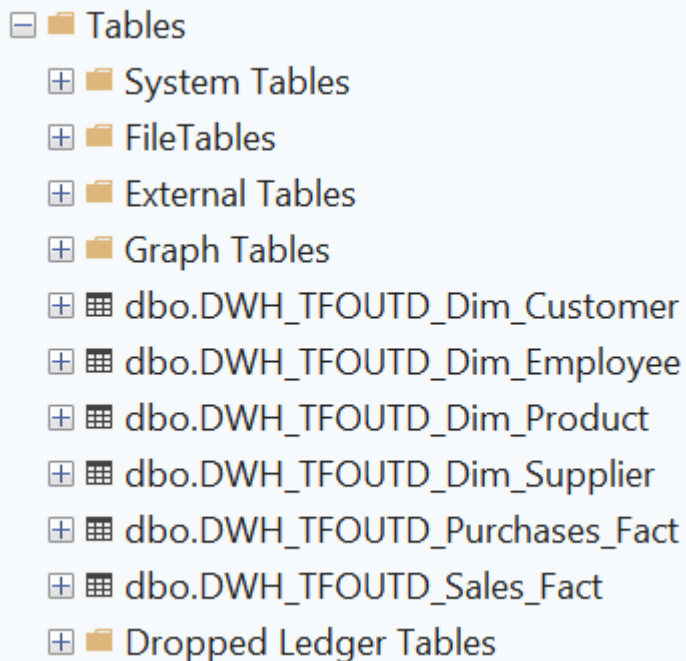 Tables
System Tables
FileTables
External Tables
Graph Tables
dbo.DWH_TFOUTD_Dim_Customer
dbo.DWH_TFOUTD_Dim_Employee
dbo.DWH_TFOUTD_Dim_Product
dbo.DWH_TFOUTD_Dim_Supplier
dbo.DWH_TFOUTD_Purchases_Fact
dbo.DWH_TFOUTD_Sales_Fact
Dropped Ledger Tables